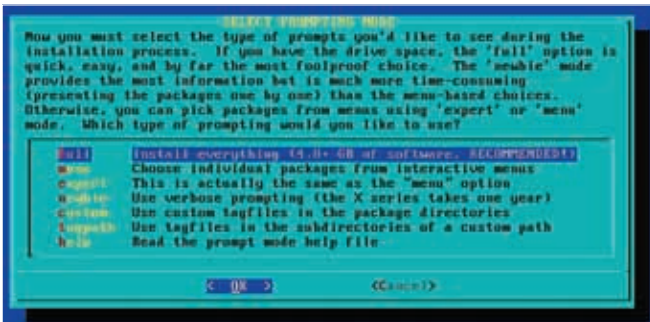 SELECT PROMPTING MODE
Now you must select the type of prompts you'd like to see during the
installation process. If you have the drive space, the 'full' option is
quick, easy, and by far the most foolproof choice. The 'newbie' mode
provides the most information but is much more time-consuming
(presenting the packages one by one) than the menu-based choices.
Otherwise, you can pick packages from menus using 'expert' or 'menu'
mode. Which type of prompting would you like to use?
full Install everything (4.0+ GB of software, RECOMMENDED!)
menu Choose individual packages from interactive menus
expert This is actually the same as the "menu" option
newbie Use verbose prompting (the X series takes one year)
custom Use custom tagfiles in the package directories
tagpath Use tagfiles in the subdirectories of a custom path
help Read the prompt mode help file
< OK > <Cancel>